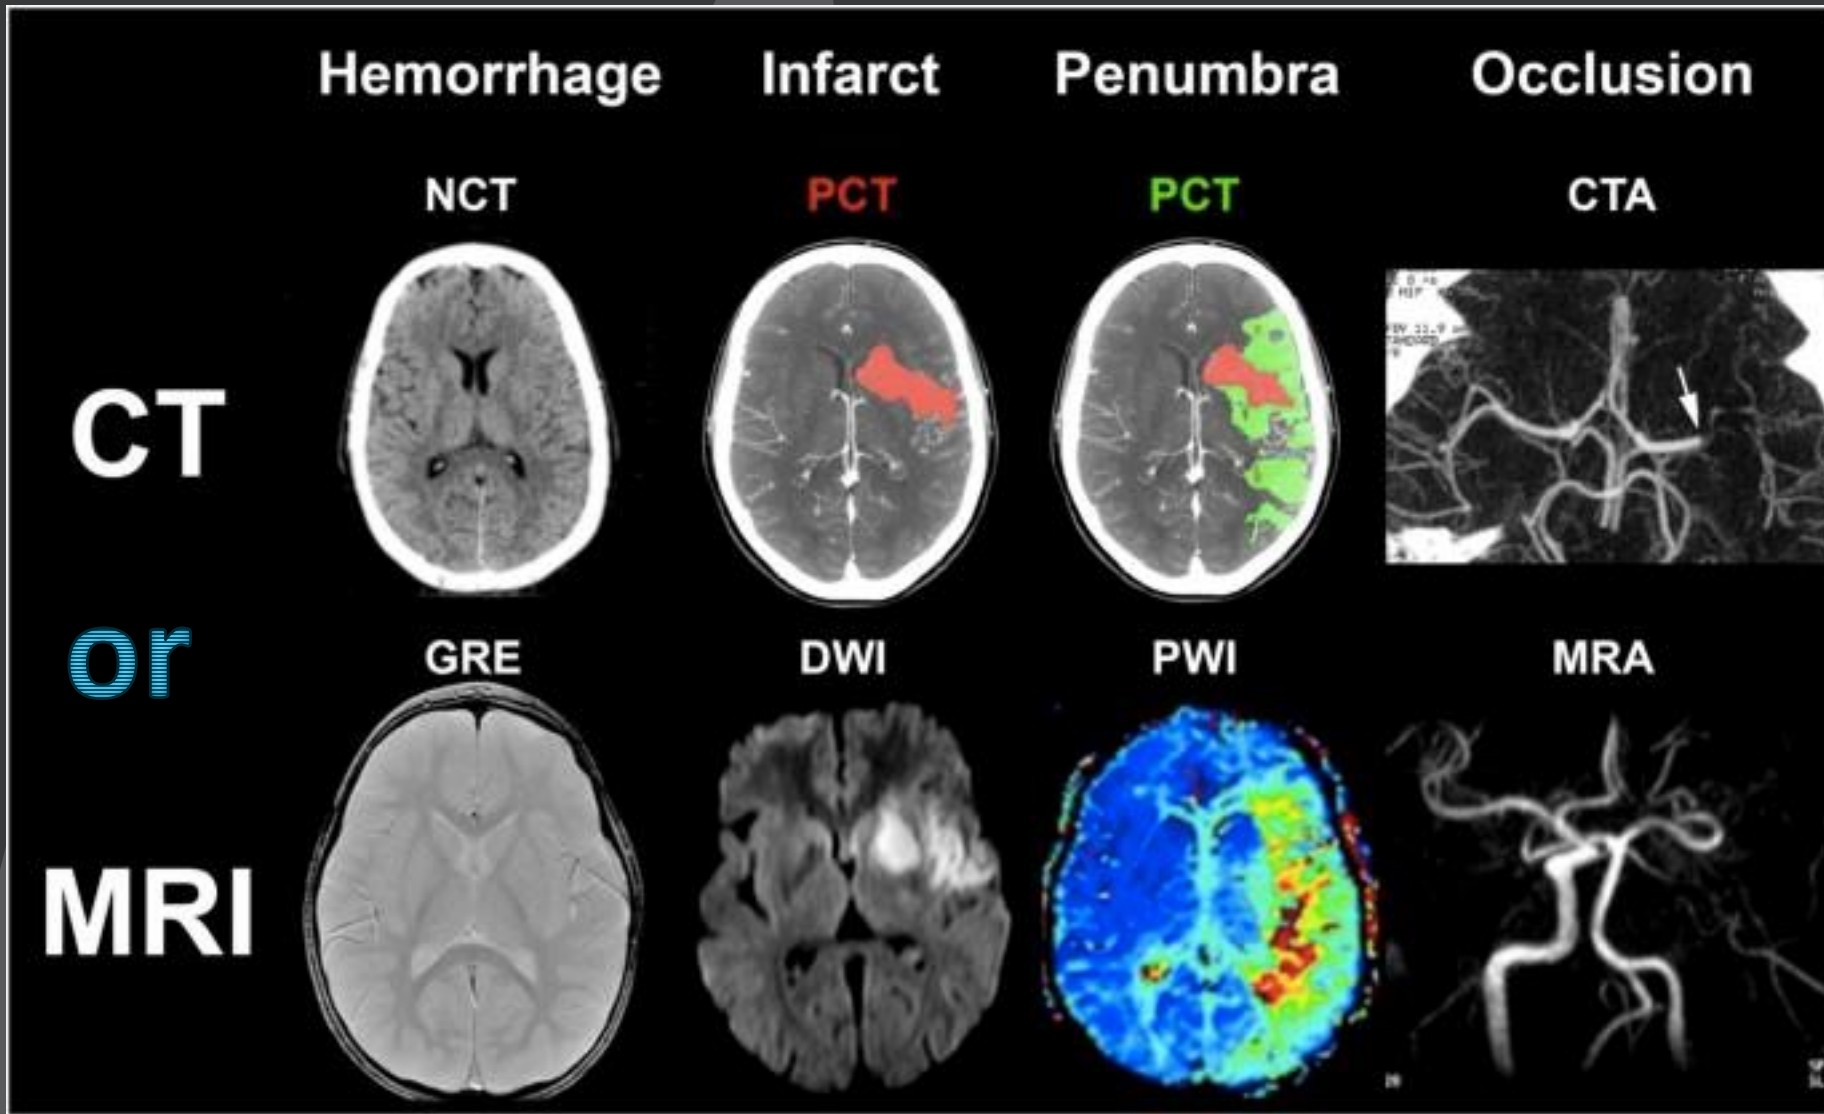 Hemorrhage Infarct Penumbra Occlusion
NCT PCT PCT CTA
CT
or
GRE DWI PWI MRA
MRI